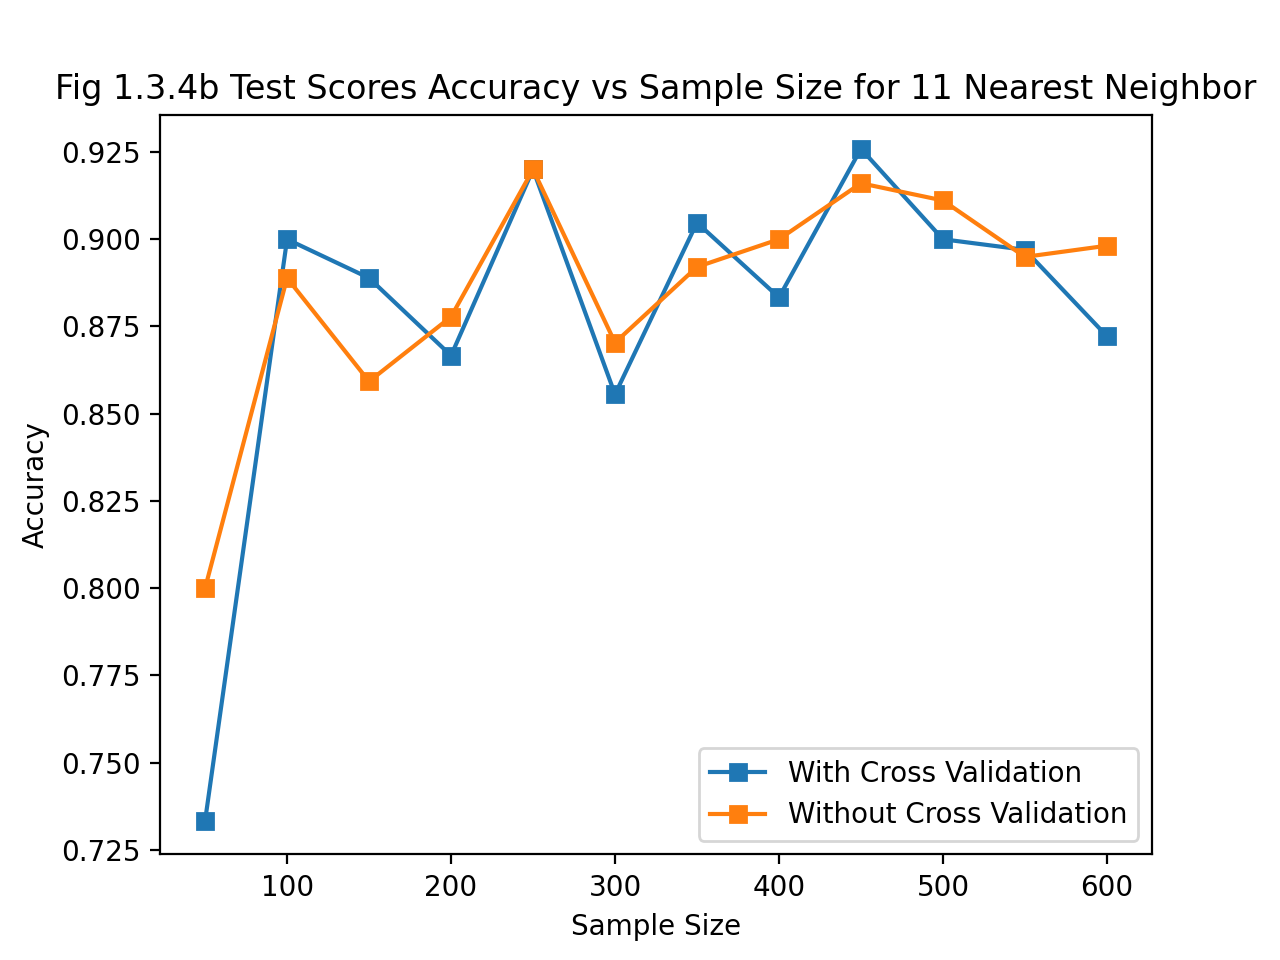 Fig 1.3.4b Test Scores Accuracy vs Sample Size for 11 Nearest Neighbor
0.925
0.900
0.875
0.850
0.825
0.800
0.775
0.750
0.725
Accuracy
With Cross Validation
Without Cross Validation
100 200 300 400 500 600
Sample Size